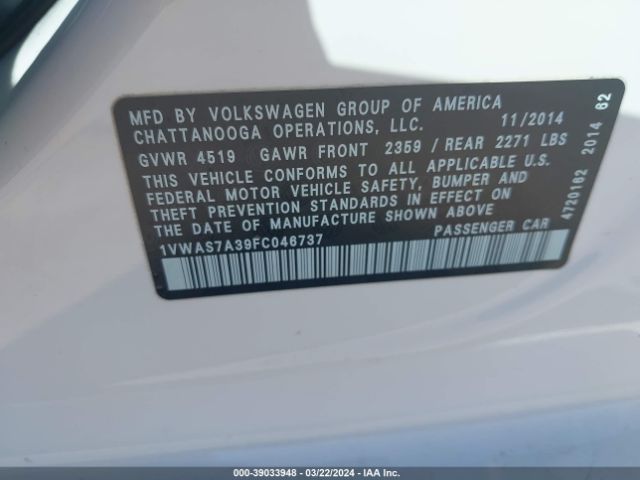 MFD BY VOLKSWAGEN GROUP OF AMERICA
CHATTANOOGA OPERATIONS, LLC. 11/2014
GVWR 4519 GAWR FRONT 2359 / REAR 2271 LBS
THIS VEHICLE CONFORMS TO ALL APPLICABLE U.S.
FEDERAL MOTOR VEHICLE SAFETY, BUMPER AND
THEFT PREVENTION STANDARDS IN EFFECT ON
THE DATE OF MANUFACTURE SHOWN ABOVE.
1VWAS7A39FC046737 PASSENGER CAR
4720162 2014 62
000-39033948 - 03/22/2024 - IAA Inc.